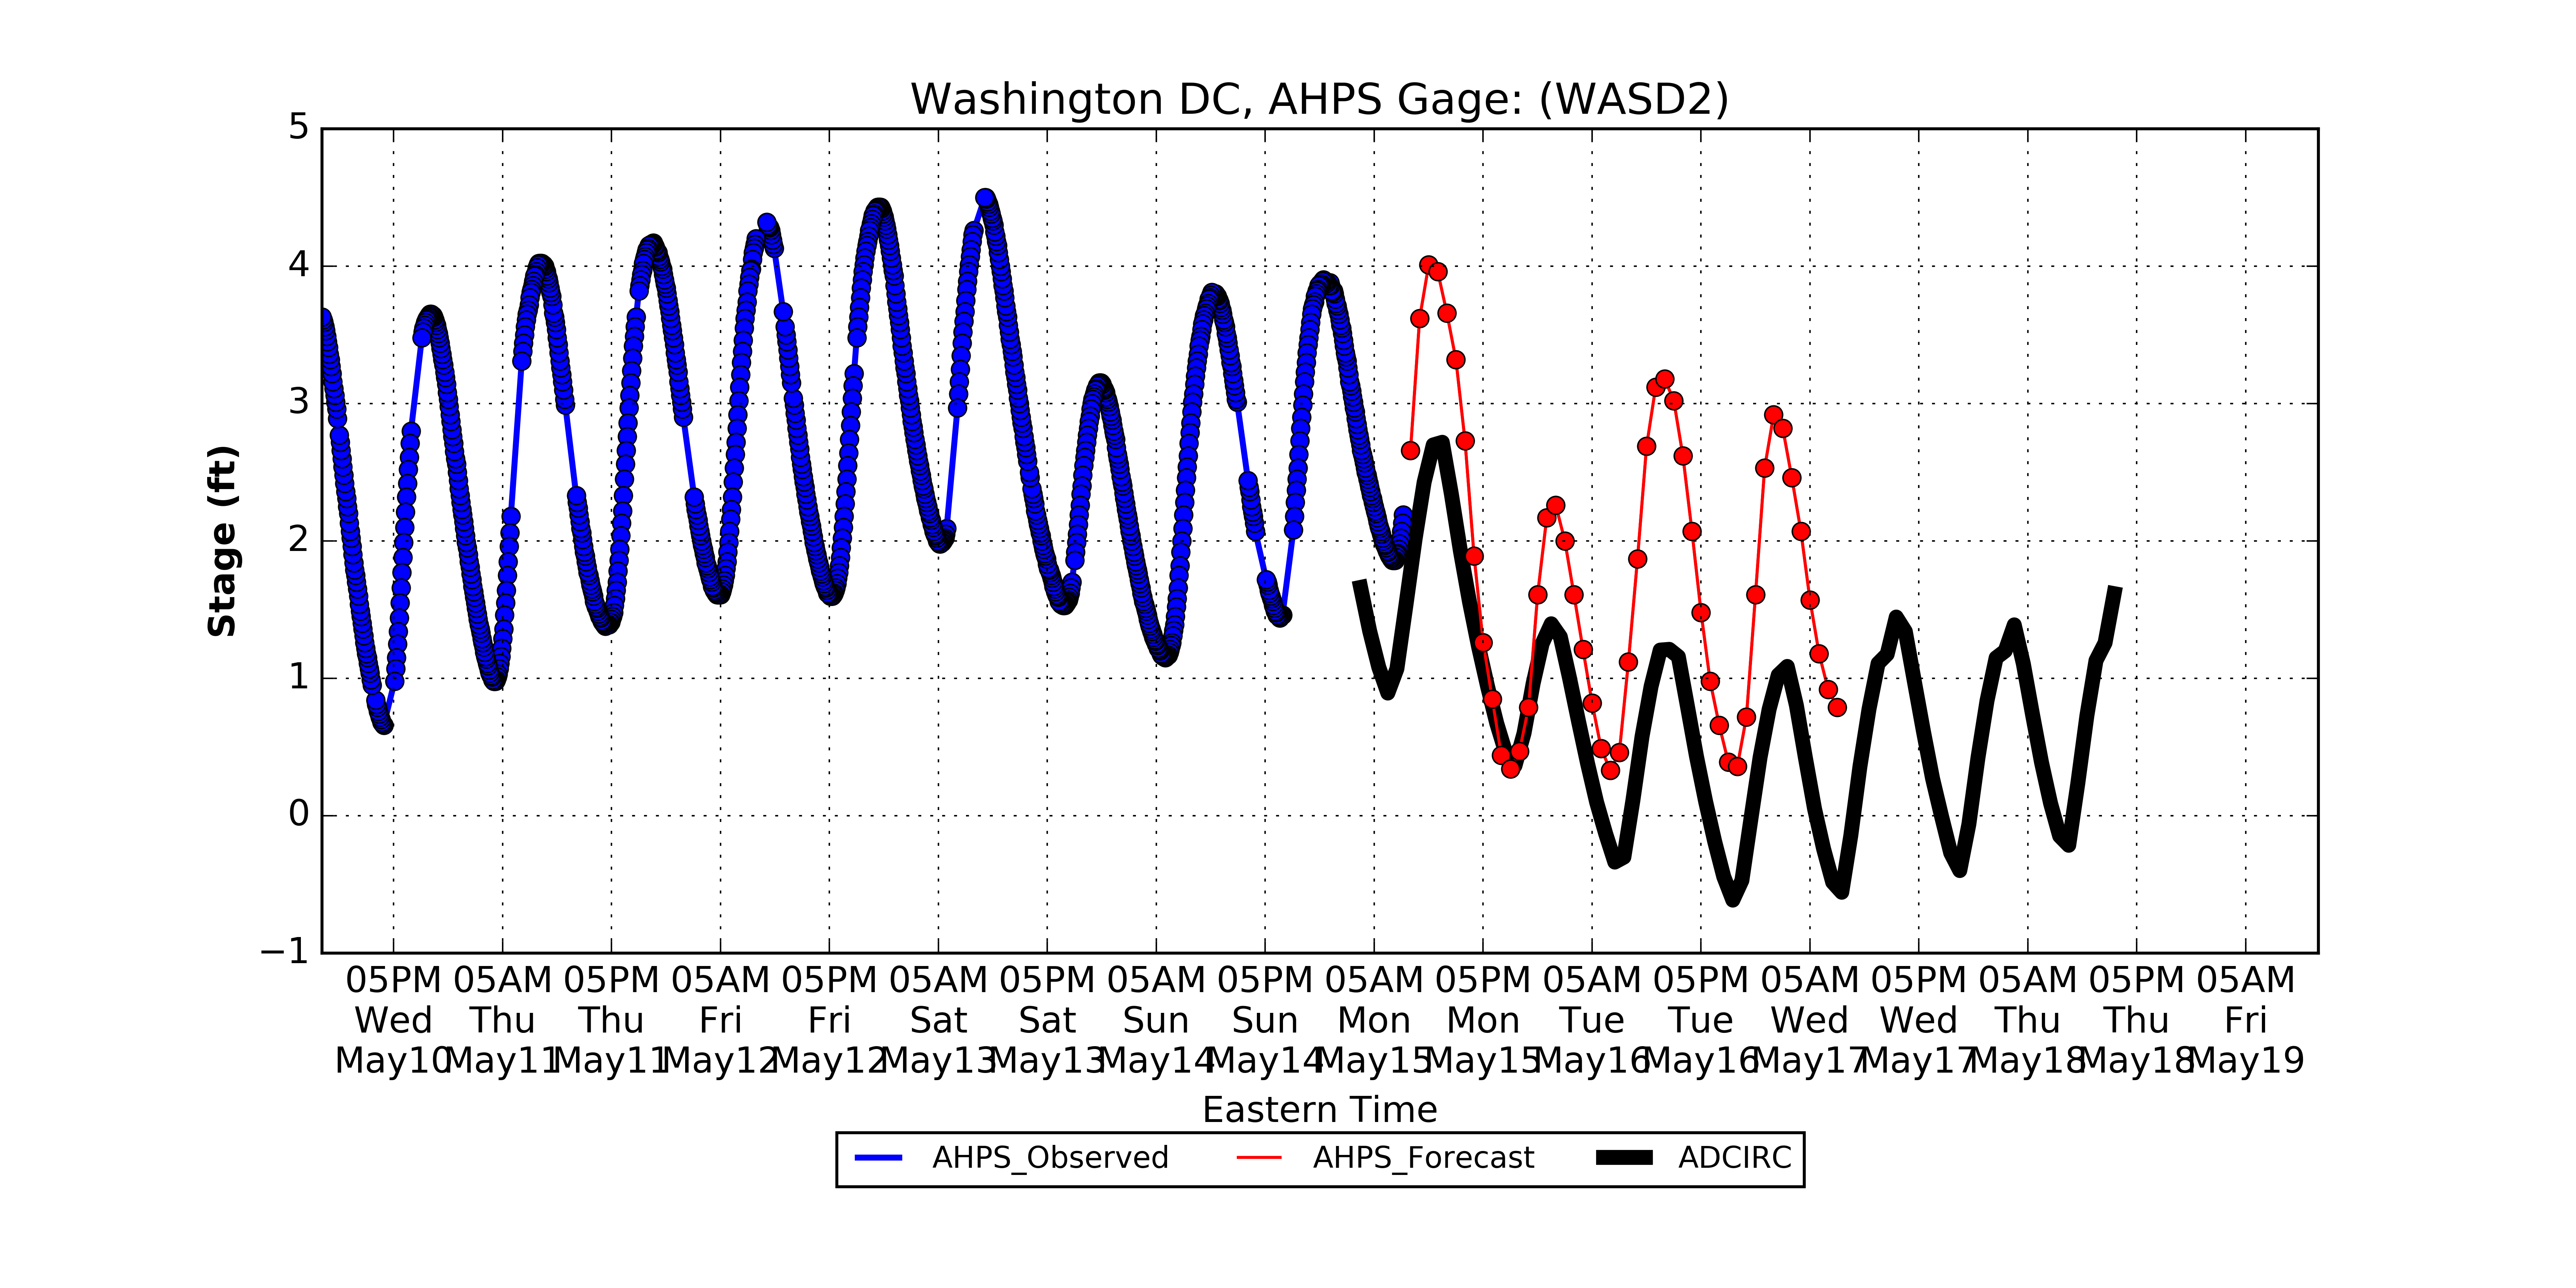 Washington DC, AHPS Gage: (WASD2)
5
4
3
2
1
0
−1
Stage (ft)
05PM 05AM 05PM 05AM 05PM 05AM 05PM 05AM 05PM 05AM 05PM 05AM 05PM 05AM 05PM 05AM 05PM 05AM
Wed Thu Thu Fri Fri Sat Sat Sun Sun Mon Mon Tue Tue Wed Wed Thu Thu Fri
May10 May11 May11 May12 May12 May13 May13 May14 May14 May15 May15 May16 May16 May17 May17 May18 May18 May19
Eastern Time
AHPS_Observed AHPS_Forecast ADCIRC